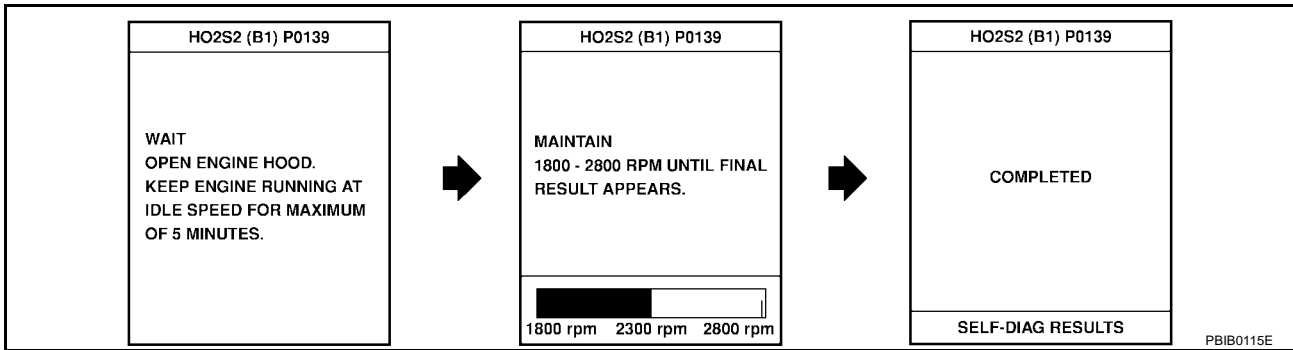 HO2S2 (B1) P0139
WAIT
OPEN ENGINE HOOD.
KEEP ENGINE RUNNING AT
IDLE SPEED FOR MAXIMUM
OF 5 MINUTES.
HO2S2 (B1) P0139
MAINTAIN
1800 - 2800 RPM UNTIL FINAL
RESULT APPEARS.
1800 rpm 2300 rpm 2800 rpm
HO2S2 (B1) P0139
COMPLETED
SELF-DIAG RESULTS
PBIB0115E